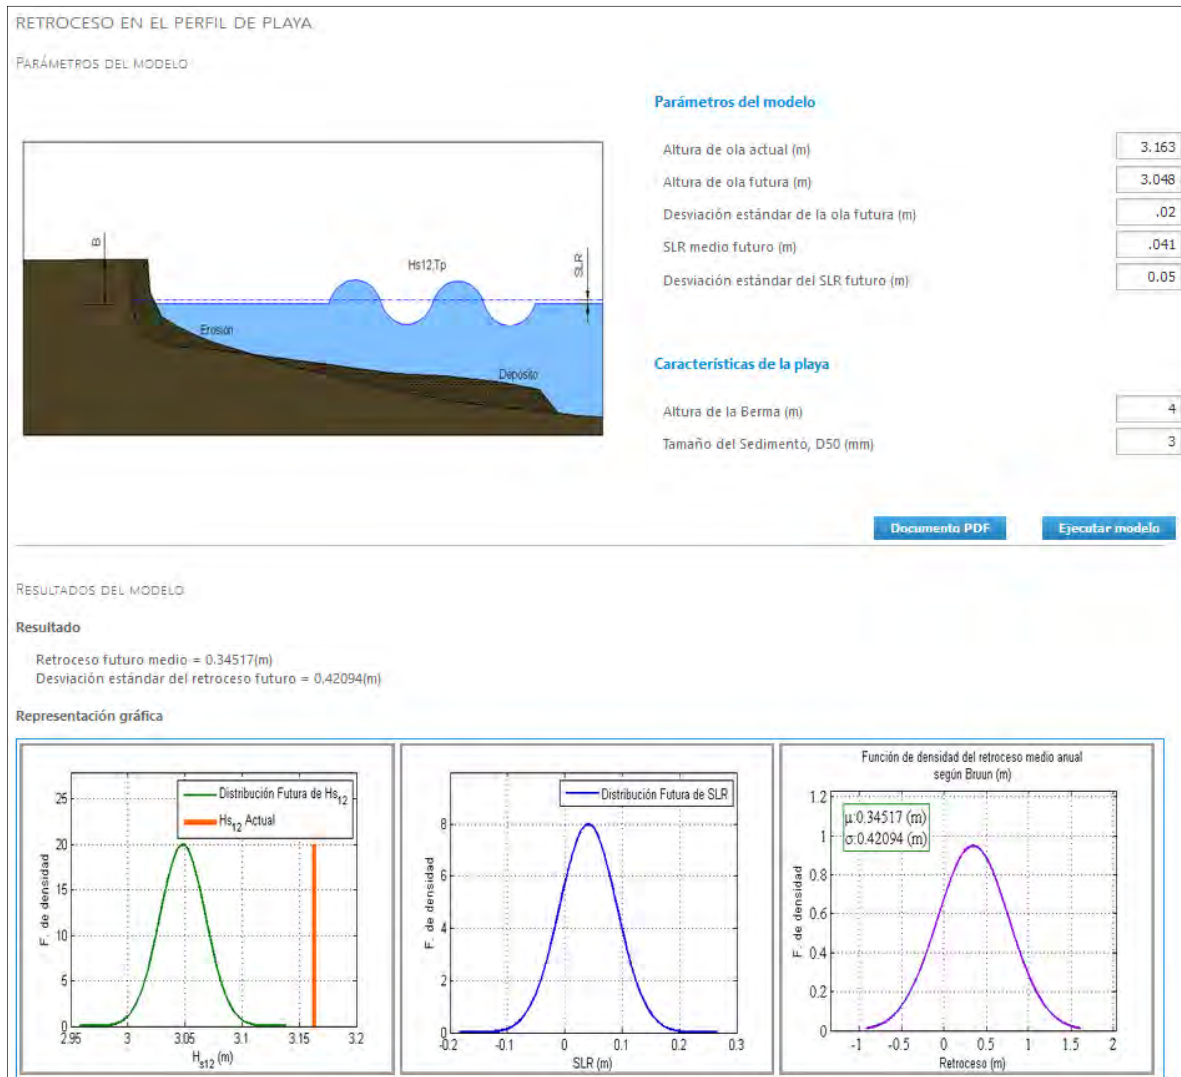 RETROCESO EN EL PERFIL DE PLAYA
PARÁMETROS DEL MODELO
B
Hs12,Tp
SLR
Erosión
Depósito
Parámetros del modelo
Altura de ola actual (m) 3.163
Altura de ola futura (m) 3.048
Desviación estándar de la ola futura (m) .02
SLR medio futuro (m) .041
Desviación estándar del SLR futuro (m) 0.05
Características de la playa
Altura de la Berma (m) 4
Tamaño del Sedimento, D50 (mm) 3
Documento PDF Ejecutar modelo
RESULTADOS DEL MODELO
Resultado
Retroceso futuro medio = 0.34517(m)
Desviación estándar del retroceso futuro = 0.42094(m)
Representación gráfica
Distribución Futura de Hs12
Hs12 Actual
F. de densidad
25
20
15
10
5
0
2.95 3 3.05 3.1 3.15 3.2
Hs12 (m)
Distribución Futura de SLR
F. de densidad
8
6
4
2
0
-0.2 -0.1 0 0.1 0.2 0.3
SLR (m)
Función de densidad del retroceso medio anual
según Bruun (m)
μ:0.34517 (m)
σ:0.42094 (m)
F. de densidad
1.2
1
0.8
0.6
0.4
0.2
0
-1 -0.5 0 0.5 1 1.5 2
Retroceso (m)